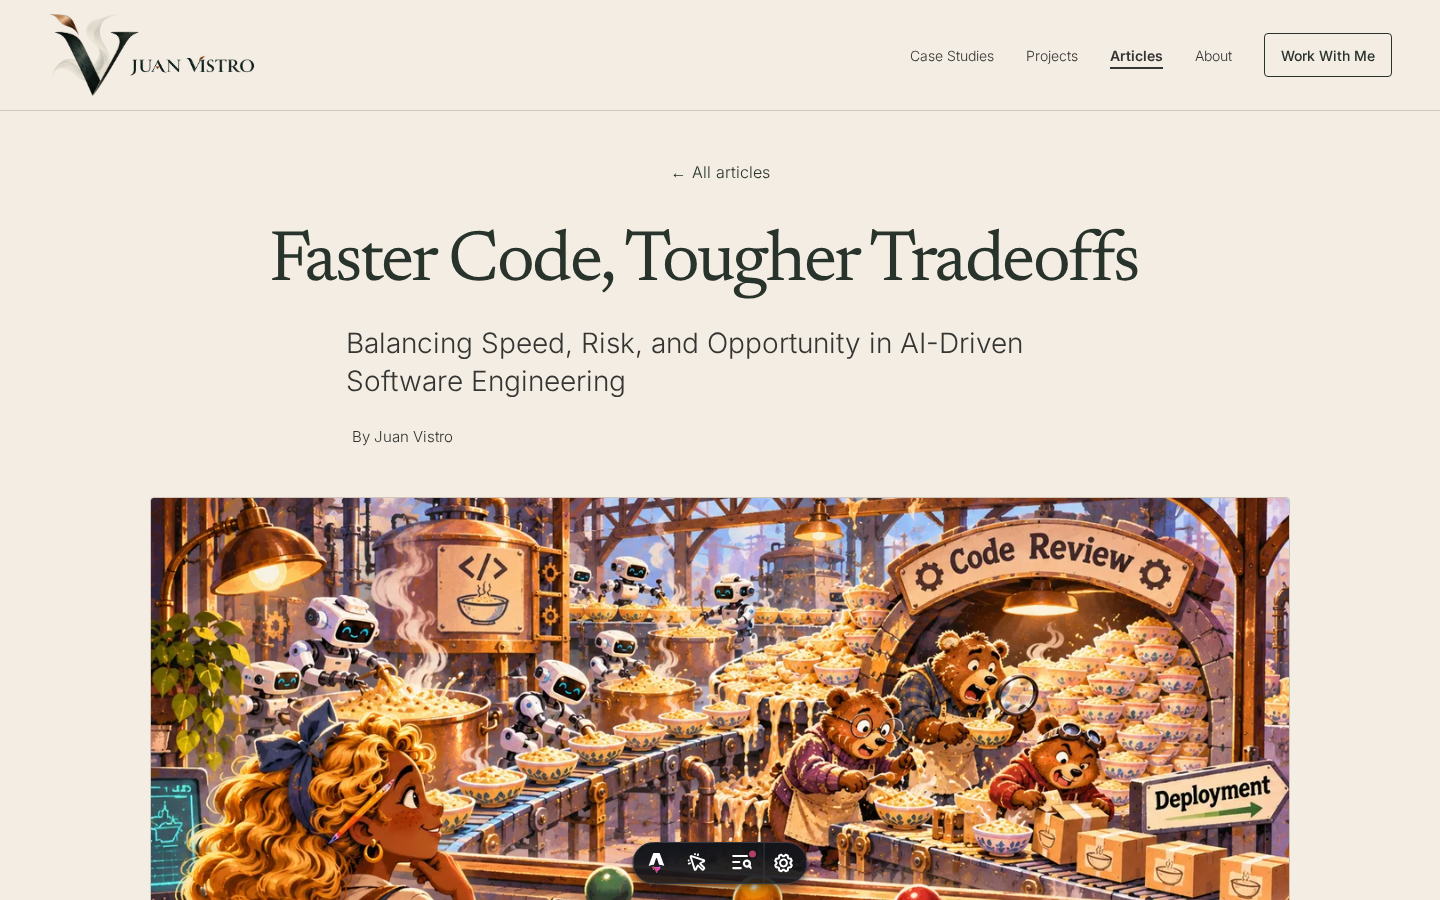 JUAN VISTRO
Case Studies
Projects
Articles
About
Work With Me
← All articles
Faster Code, Tougher Tradeoffs
Balancing Speed, Risk, and Opportunity in AI-Driven
Software Engineering
By Juan Vistro
</>
Code Review
Deployment